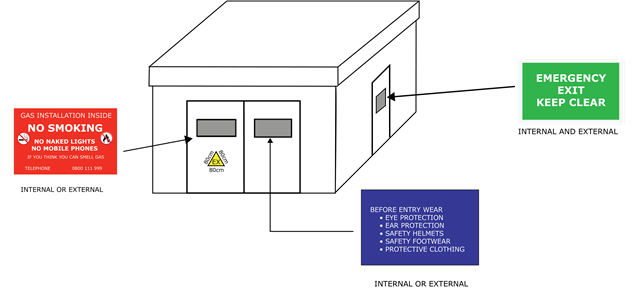 GAS INSTALLATION INSIDE
NO SMOKING
NO NAKED LIGHTS
NO MOBILE PHONES
IF YOU THINK YOU CAN SMELL GAS
TELEPHONE 0800 111 999
INTERNAL OR EXTERNAL
80cm
80cm
EX
80cm
EMERGENCY
EXIT
KEEP CLEAR
INTERNAL AND EXTERNAL
BEFORE ENTRY WEAR
• EYE PROTECTION
• EAR PROTECTION
• SAFETY HELMETS
• SAFETY FOOTWEAR
• PROTECTIVE CLOTHING
INTERNAL OR EXTERNAL